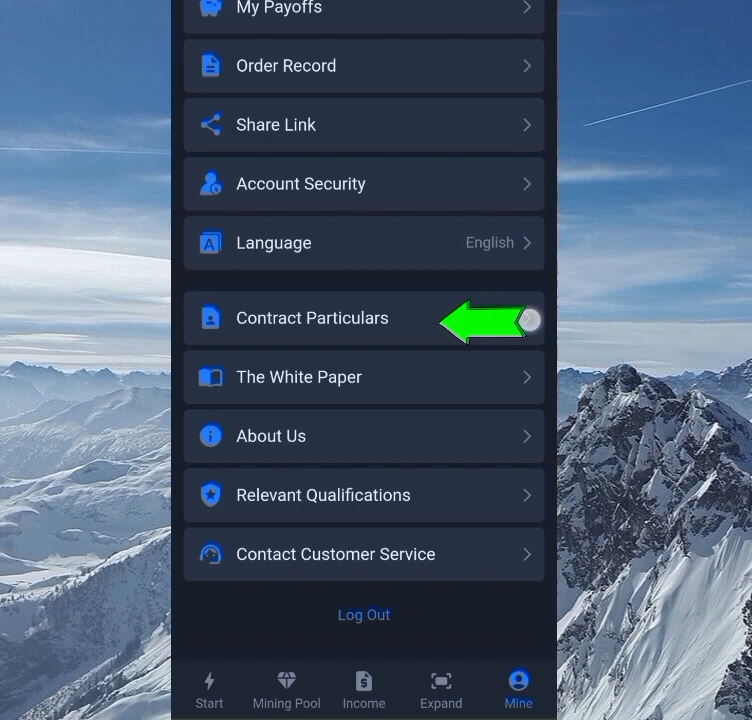 My Payoffs
Order Record
Share Link
Account Security
Language English
Contract Particulars
The White Paper
About Us
Relevant Qualifications
Contact Customer Service
Log Out
Start Mining Pool Income Expand Mine